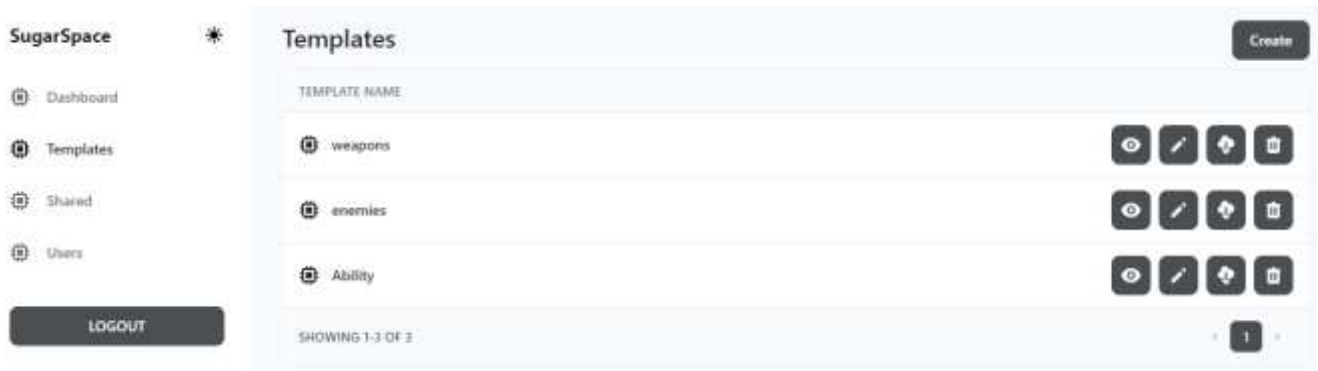 SugarSpace
Dashboard
Templates
Shared
Users
LOGOUT
Templates
Create
TEMPLATE NAME
weapons
enemies
Ability
SHOWING 1-3 OF 3
1